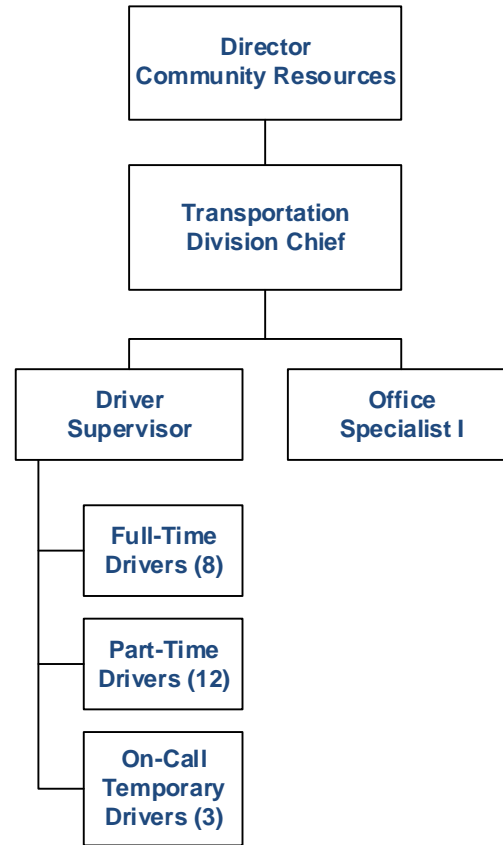 Director
Community Resources
Transportation
Division Chief
Driver
Supervisor
Office
Specialist I
Full-Time
Drivers (8)
Part-Time
Drivers (12)
On-Call
Temporary
Drivers (3)